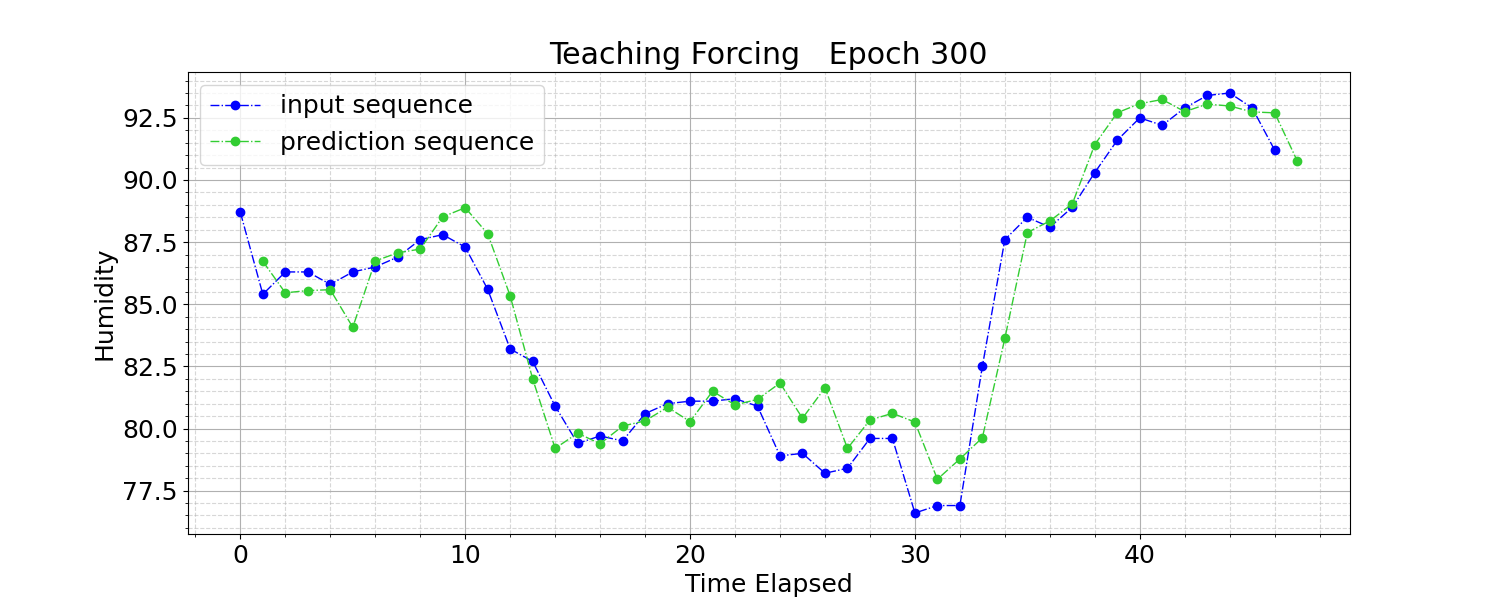 Teaching Forcing   Epoch 300
input sequence
prediction sequence
Humidity
92.5
90.0
87.5
85.0
82.5
80.0
77.5
0 10 20 30 40
Time Elapsed